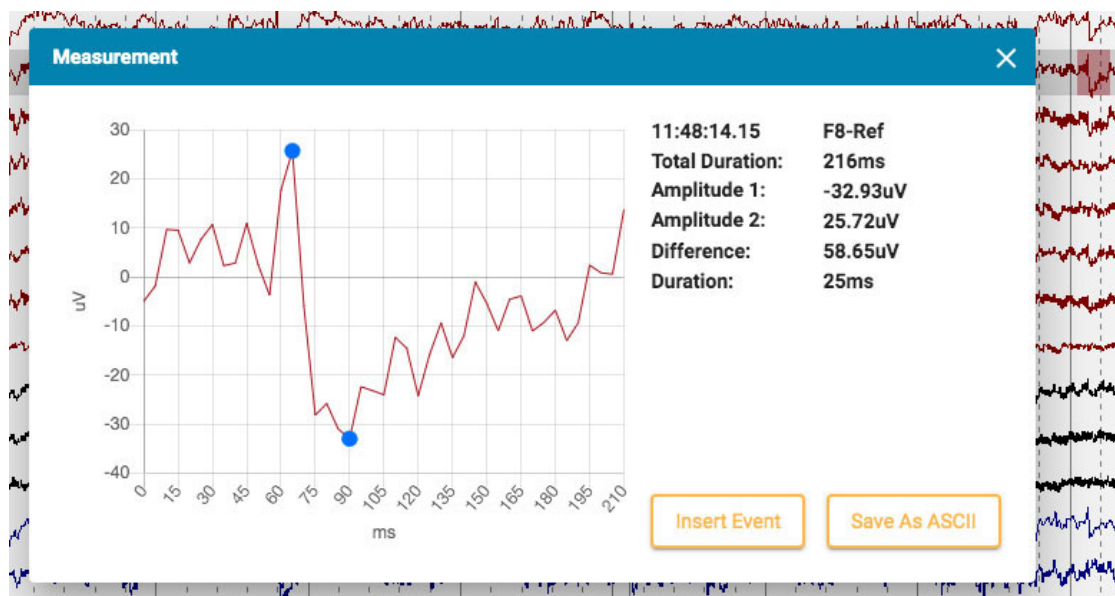 Measurement
11:48:14.15 F8-Ref
Total Duration: 216ms
Amplitude 1: -32.93uV
Amplitude 2: 25.72uV
Difference: 58.65uV
Duration: 25ms
30
20
10
0
-10
-20
-30
-40
uV
0 15 30 45 60 75 90 105 120 135 150 165 180 195 210
ms
Insert Event Save As ASCII